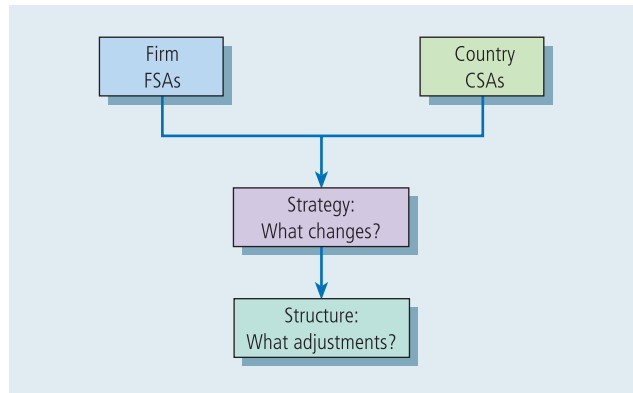 Firm
FSAs
Country
CSAs
Strategy:
What changes?
Structure:
What adjustments?